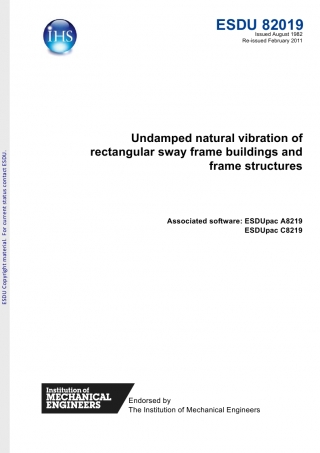 IHS
ESDU 82019
Issued August 1982
Re-issued February 2011
ESDU Copyright material. For current status contact ESDU.
Undamped natural vibration of
rectangular sway frame buildings and
frame structures
Associated software: ESDUpac A8219
ESDUpac C8219
Institution of
MECHANICAL
ENGINEERS
Endorsed by
The Institution of Mechanical Engineers